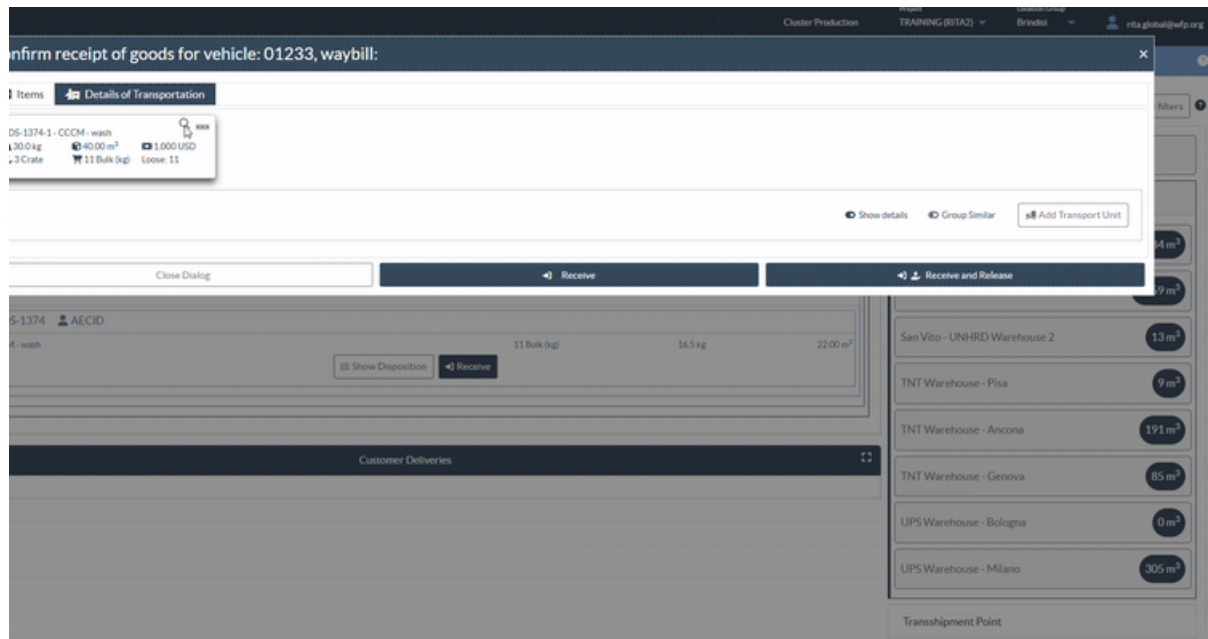 Project
Location Group
Cluster Production
TRAINING (RITA2)
Brindisi
rita.global@wfp.org
onfirm receipt of goods for vehicle: 01233, waybill:
×
Items
Details of Transportation
filters
DS-1374-1 - CCCM - wash
30.0 kg 40.00 m³ 1,000 USD
3 Crate 11 Bulk (kg) Loose: 11
Show details Group Similar Add Transport Unit
Close Dialog Receive Receive and Release
S-1374 AECID
- wash 11 Bulk (kg) 16.5 kg 22.00 m³
Show Disposition Receive
San Vito - UNHRD Warehouse 2 13 m³
TNT Warehouse - Pisa 9 m³
TNT Warehouse - Ancona 191 m³
Customer Deliveries
TNT Warehouse - Genova 85 m³
UPS Warehouse - Bologna 0 m³
UPS Warehouse - Milano 305 m³
Transshipment Point